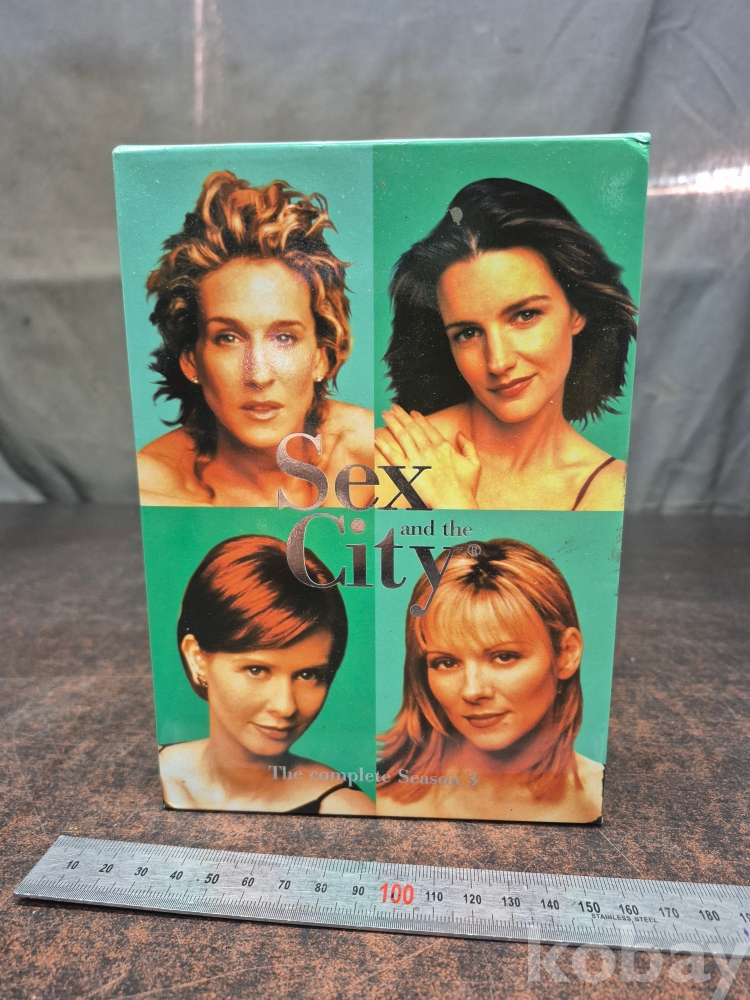 Sex
and the
City®
The complete Season 3
10 20 30 40 50 60 70 80 90 100 110 120 130 140 150 160 170 180
STAINLESS STEEL
kobay